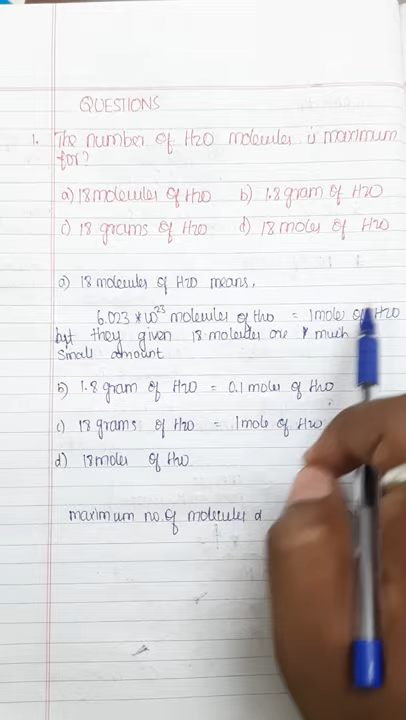 QUESTIONS
1. The number of H2O molecules is maximum
for?
a) 18 molecules of H2O b) 1.8 gram of H2O
c) 18 grams of H2O d) 18 moles of H2O
a) 18 molecules of H2O means,
6.023 * 10^23 molecules of H2O = 1 mole of H2O
but they given 18 molecules are much
small amount
b) 1.8 gram of H2O = 0.1 moles of H2O
c) 18 grams of H2O = 1 mole of H2O
d) 18 moles of H2O
maximum no. of molecules